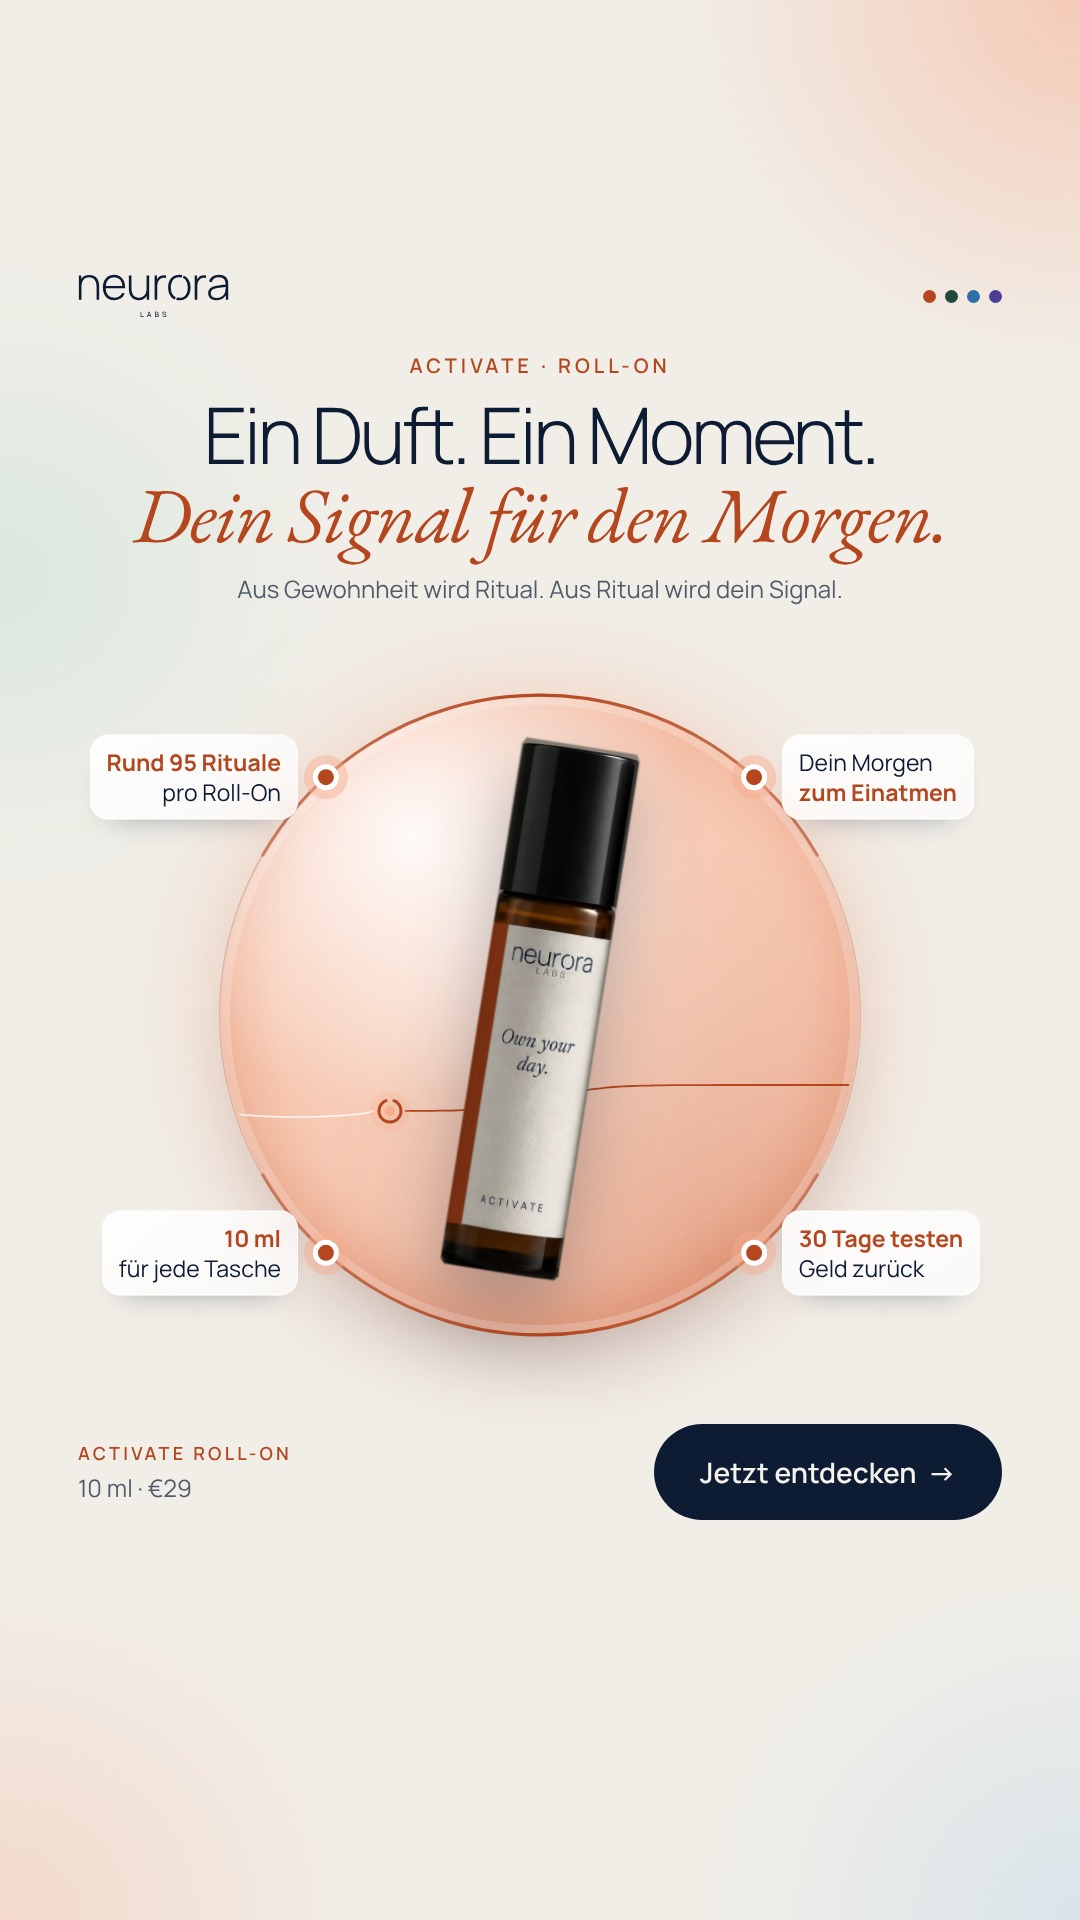 neurora
LABS
ACTIVATE · ROLL-ON
Ein Duft. Ein Moment.
Dein Signal für den Morgen.
Aus Gewohnheit wird Ritual. Aus Ritual wird dein Signal.
Rund 95 Rituale
pro Roll-On
Dein Morgen
zum Einatmen
neurora
LABS
Own your
day.
ACTIVATE
10 ml
für jede Tasche
30 Tage testen
Geld zurück
ACTIVATE ROLL-ON
10 ml · €29
Jetzt entdecken →